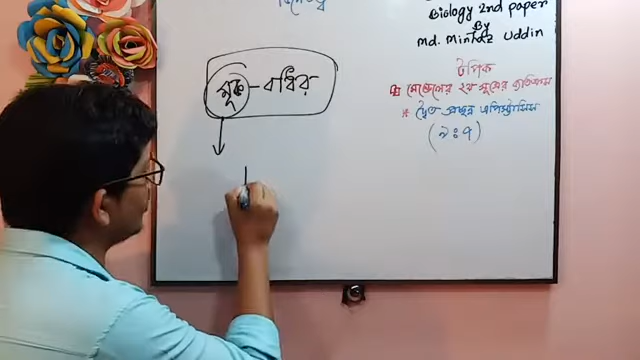 Biology 2nd paper
By
Md. Minhaz Uddin
টপিক
মেন্ডেলের ২য় সূত্রের ব্যতিক্রম
দ্বৈত প্রচ্ছন্ন এপিস্ট্যাসিস
(৯:৭)
মূক - বধির